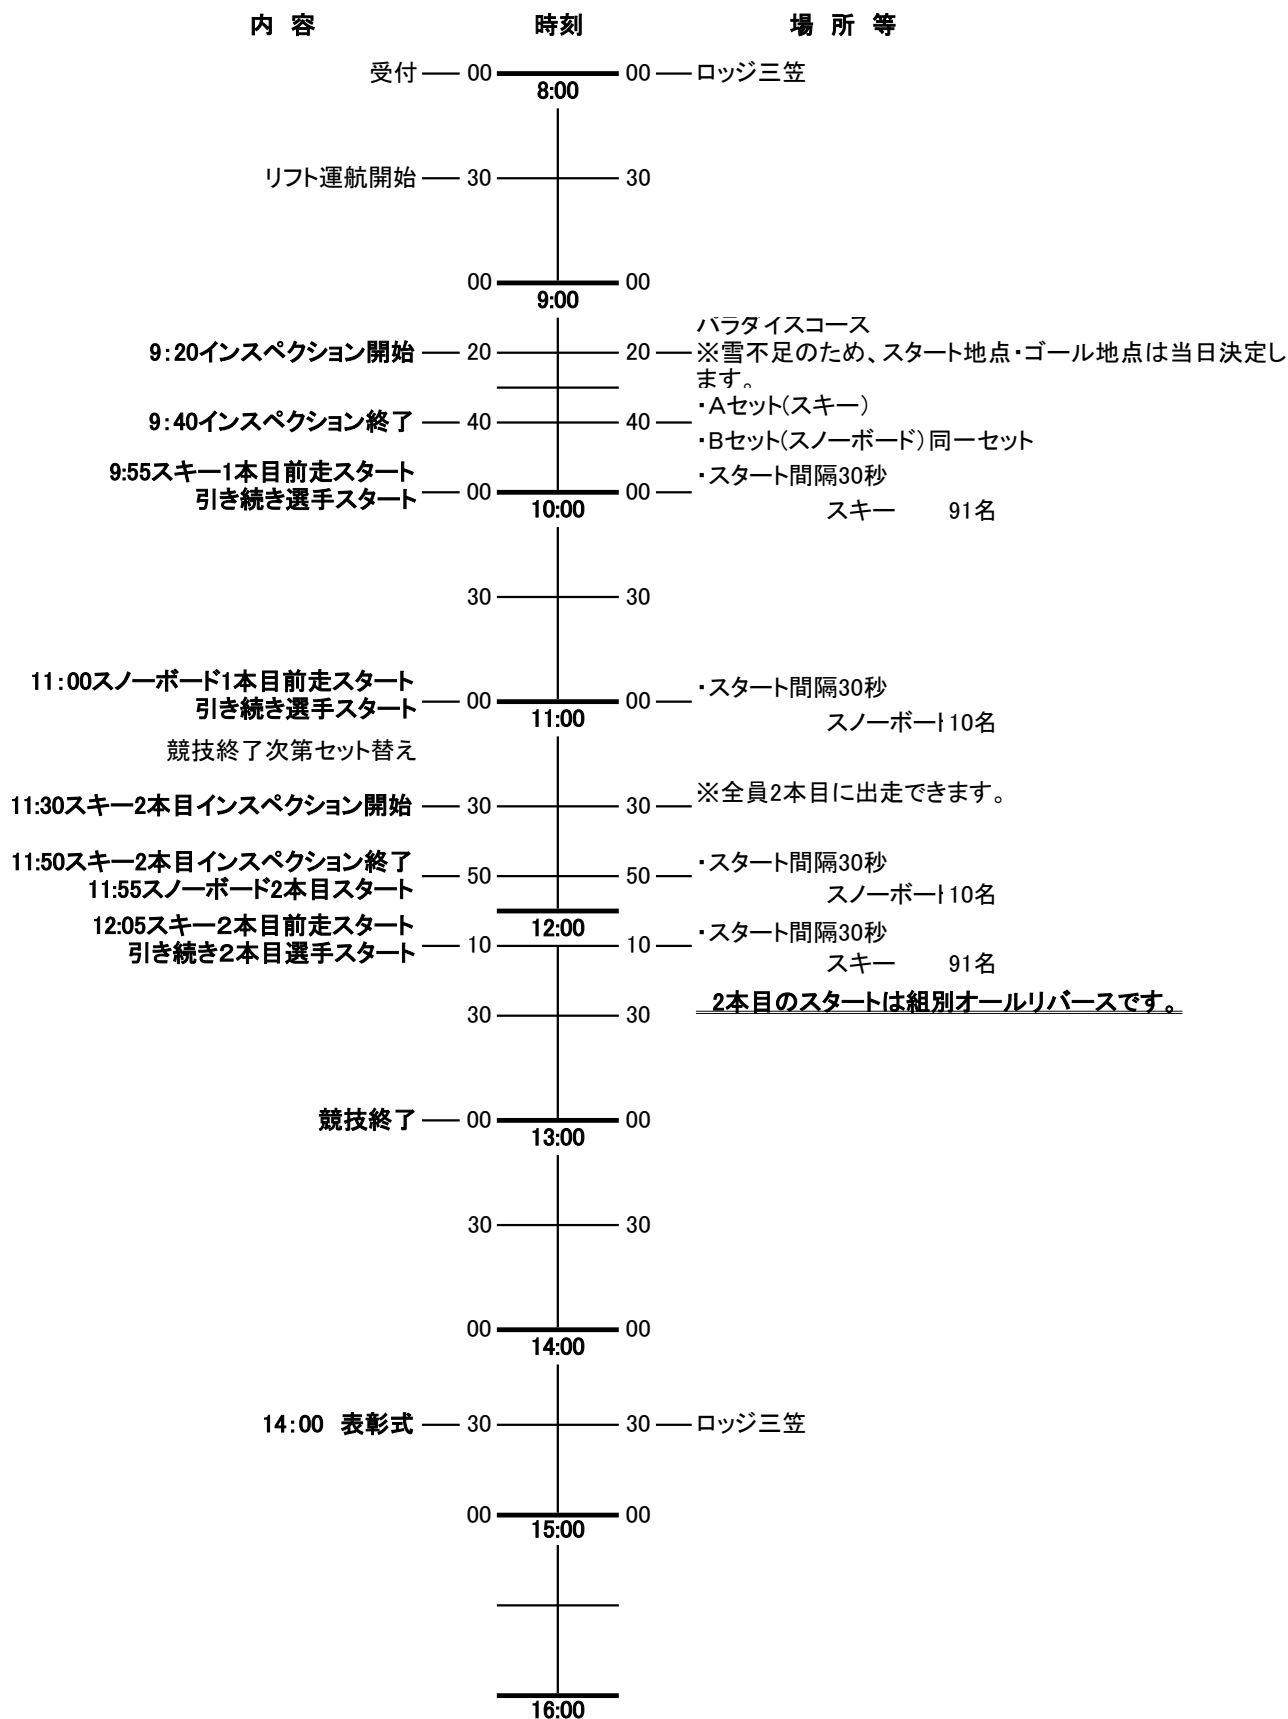 内 容 時刻 場 所 等
受付 00 00 ロッジ三笠
8:00
リフト運航開始 30 30
00 00
9:00
パラダイスコース
9:20インスペクション開始 20 20 ※雪不足のため、スタート地点・ゴール地点は当日決定し
ます。
・Aセット(スキー)
9:40インスペクション終了 40 40
・Bセット(スノーボード)同一セット
9:55スキー1本目前走スタート ・スタート間隔30秒
引き続き選手スタート 00 00
10:00 スキー 91名
30 30
11:00スノーボード1本目前走スタート ・スタート間隔30秒
引き続き選手スタート 00 00
11:00 スノーボート10名
競技終了次第セット替え
11:30スキー2本目インスペクション開始 30 30 ※全員2本目に出走できます。
11:50スキー2本目インスペクション終了 ・スタート間隔30秒
50 50
11:55スノーボード2本目スタート スノーボート10名
12:05スキー2本目前走スタート 12:00 ・スタート間隔30秒
引き続き2本目選手スタート 10 10
スキー 91名
2本目のスタートは組別オールリバースです。
30 30
競技終了 00 00
13:00
30 30
00 00
14:00
14:00 表彰式 30 30 ロッジ三笠
00 00
15:00
16:00